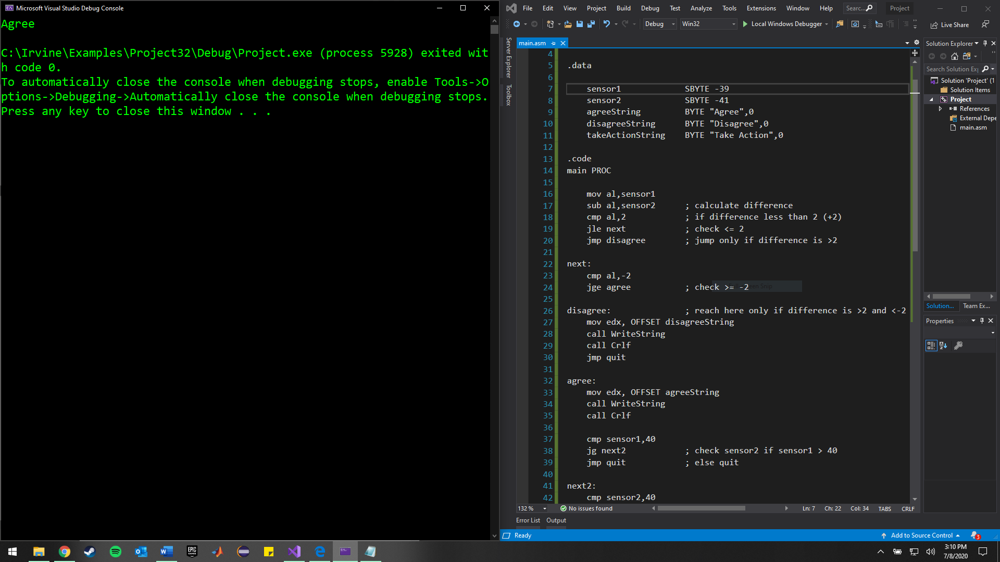 Microsoft Visual Studio Debug Console
Agree
C:\Irvine\Examples\Project32\Debug\Project.exe (process 5928) exited wit
h code 0.
To automatically close the console when debugging stops, enable Tools->O
ptions->Debugging->Automatically close the console when debugging stops.
Press any key to close this window . . .
File Edit View Project Build Debug Test Analyze Tools Extensions Window Help Searc... Project
Debug Win32 Local Windows Debugger Live Share
Server Explorer
Toolbox
main.asm
4
5 .data
6
7 sensor1 SBYTE -39
8 sensor2 SBYTE -41
9 agreeString BYTE "Agree",0
10 disagreeString BYTE "Disagree",0
11 takeActionString BYTE "Take Action",0
12
13 .code
14 main PROC
15
16 mov al,sensor1
17 sub al,sensor2 ; calculate difference
18 cmp al,2 ; if difference less than 2 (+2)
19 jle next ; check <= 2
20 jmp disagree ; jump only if difference is >2
21
22 next:
23 cmp al,-2
24 jge agree ; check >= -2
25
26 disagree: ; reach here only if difference is >2 and <-2
27 mov edx, OFFSET disagreeString
28 call WriteString
29 call Crlf
30 jmp quit
31
32 agree:
33 mov edx, OFFSET agreeString
34 call WriteString
35 call Crlf
36
37 cmp sensor1,40
38 jg next2 ; check sensor2 if sensor1 > 40
39 jmp quit ; else quit
40
41 next2:
42 cmp sensor2,40
132 % No issues found Ln: 7 Ch: 22 Col: 34 TABS CRLF
Error List Output
Solution Explorer
Search Solution Exp
Solution 'Project' (1
Solution Items
Project
References
External Depe
main.asm
Solution... Team Ex...
Properties
Ready Add to Source Control 3
EPIC GAMES
3:10 PM
7/8/2020